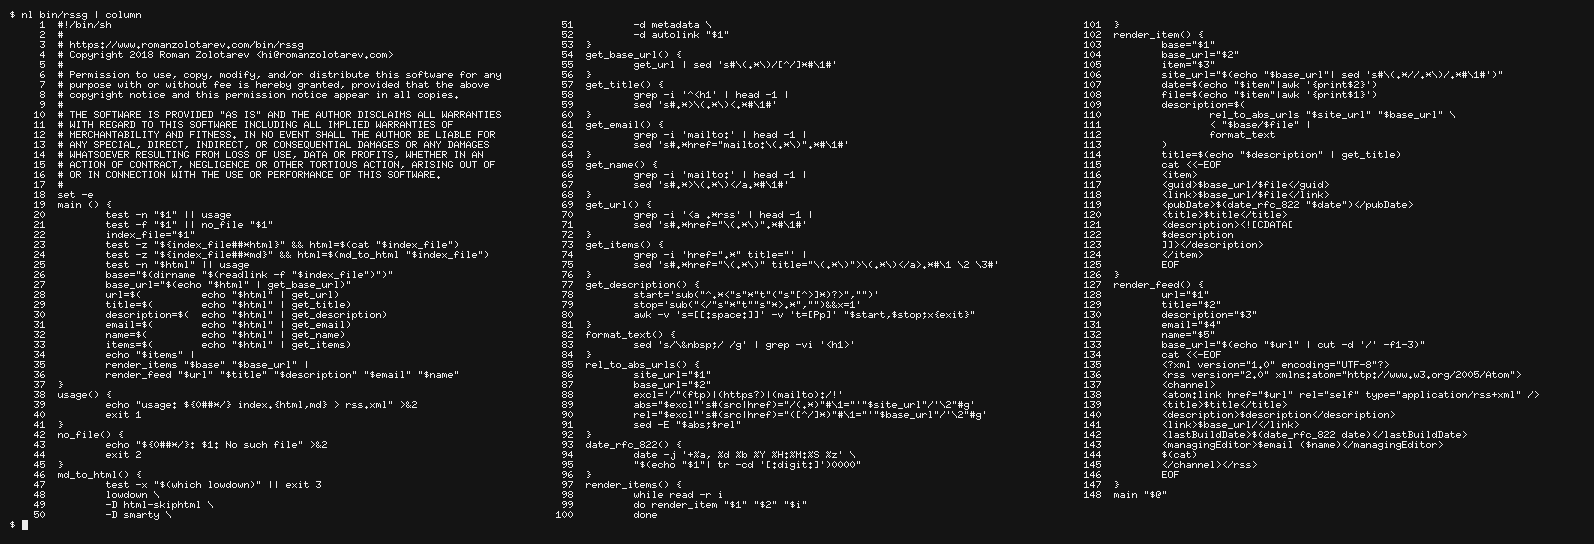 $ nl bin/rssg | column
1 #!/bin/sh
2 #
3 # https://www.romanzolotarev.com/bin/rssg
4 # Copyright 2018 Roman Zolotarev <hi@romanzolotarev.com>
5 #
6 # Permission to use, copy, modify, and/or distribute this software for any
7 # purpose with or without fee is hereby granted, provided that the above
8 # copyright notice and this permission notice appear in all copies.
9 #
10 # THE SOFTWARE IS PROVIDED "AS IS" AND THE AUTHOR DISCLAIMS ALL WARRANTIES
11 # WITH REGARD TO THIS SOFTWARE INCLUDING ALL IMPLIED WARRANTIES OF
12 # MERCHANTABILITY AND FITNESS. IN NO EVENT SHALL THE AUTHOR BE LIABLE FOR
13 # ANY SPECIAL, DIRECT, INDIRECT, OR CONSEQUENTIAL DAMAGES OR ANY DAMAGES
14 # WHATSOEVER RESULTING FROM LOSS OF USE, DATA OR PROFITS, WHETHER IN AN
15 # ACTION OF CONTRACT, NEGLIGENCE OR OTHER TORTIOUS ACTION, ARISING OUT OF
16 # OR IN CONNECTION WITH THE USE OR PERFORMANCE OF THIS SOFTWARE.
17 #
18 set -e
19 main () {
20 test -n "$1" || usage
21 test -f "$1" || no_file "$1"
22 index_file="$1"
23 test -z "${index_file##*html}" && html=$(cat "$index_file")
24 test -z "${index_file##*md}" && html=$(md_to_html "$index_file")
25 test -n "$html" || usage
26 base="$(dirname "$(readlink -f "$index_file")")"
27 base_url="$(echo "$html" | get_base_url)"
28 url=$( echo "$html" | get_url)
29 title=$( echo "$html" | get_title)
30 description=$( echo "$html" | get_description)
31 email=$( echo "$html" | get_email)
32 name=$( echo "$html" | get_name)
33 items=$( echo "$html" | get_items)
34 echo "$items" |
35 render_items "$base" "$base_url" |
36 render_feed "$url" "$title" "$description" "$email" "$name"
37 }
38 usage() {
39 echo "usage: ${0##*/} index.{html,md} > rss.xml" >&2
40 exit 1
41 }
42 no_file() {
43 echo "${0##*/}: $1: No such file" >&2
44 exit 2
45 }
46 md_to_html() {
47 test -x "$(which lowdown)" || exit 3
48 lowdown \
49 -D html-skiphtml \
50 -D smarty \
51 -d metadata \
52 -d autolink "$1"
53 }
54 get_base_url() {
55 get_url | sed 's#\(.*\)/[^/]*#\1#'
56 }
57 get_title() {
58 grep -i '^<h1' | head -1 |
59 sed 's#.*>\(.*\)<.*#\1#'
60 }
61 get_email() {
62 grep -i 'mailto:' | head -1 |
63 sed 's#.*href="mailto:\(.*\)".*#\1#'
64 }
65 get_name() {
66 grep -i 'mailto:' | head -1 |
67 sed 's#.*>\(.*\)</a.*#\1#'
68 }
69 get_url() {
70 grep -i '<a .*rss' | head -1 |
71 sed 's#.*="\(.*\)".*#\1#'
72 }
73 get_items() {
74 grep -i 'href=".*" title="' |
75 sed 's#.*href="\(.*\)" title="\(.*\)">\(.*\)</a>.*#\1 \2 \3#'
76 }
77 get_description() {
78 start='sub("^.*<"s"*"t"("s"[^>]*)?>","")'
79 stop='sub("</"s"*"t""s"*>.*","")&&x=1'
80 awk -v 's=[[:space:]]' -v 't=[Pp]' "$start,$stop;x{exit}"
81 }
82 format_text() {
83 sed 's/\&nbsp;/ /g' | grep -vi '<h1>'
84 }
85 rel_to_abs_urls() {
86 site_url="$1"
87 base_url="$2"
88 excl='/"(ftp)|(https?)|(mailto):/!'
89 abs="$excl"'s#(src|href)="/(.*)"#\1="'"$site_url"/'\2"#g'
90 rel="$excl"'s#(src|href)="([^/]*)"#\1="'"$base_url"/'\2"#g'
91 sed -E "$abs;$rel"
92 }
93 date_rfc_822() {
94 date -j '+%a, %d %b %Y %H:%M:%S %z' \
95 "$(echo "$1"| tr -cd '[:digit:]')0000"
96 }
97 render_items() {
98 while read -r i
99 do render_item "$1" "$2" "$i"
100 done
101 }
102 render_item() {
103 base="$1"
104 base_url="$2"
105 item="$3"
106 site_url="$(echo "$base_url"| sed 's#\(.*//.*\)/.*#\1#')"
107 date=$(echo "$item"|awk '{print$2}')
108 file=$(echo "$item"|awk '{print$1}')
109 description=$(
110 rel_to_abs_urls "$site_url" "$base_url" \
111 < "$base/$file" |
112 format_text
113 )
114 title=$(echo "$description" | get_title)
115 cat <<-EOF
116 <item>
117 <guid>$base_url/$file</guid>
118 <link>$base_url/$file</link>
119 <pubDate>$(date_rfc_822 "$date")</pubDate>
120 <title>$title</title>
121 <description><![CDATA[
122 $description
123 ]]></description>
124 </item>
125 EOF
126 }
127 render_feed() {
128 url="$1"
129 title="$2"
130 description="$3"
131 email="$4"
132 name="$5"
133 base_url="$(echo "$url" | cut -d '/' -f1-3)"
134 cat <<-EOF
135 <?xml version="1.0" encoding="UTF-8"?>
136 <rss version="2.0" xmlns:atom="http://www.w3.org/2005/Atom">
137 <channel>
138 <atom:link href="$url" rel="self" type="application/rss+xml" />
139 <title>$title</title>
140 <description>$description</description>
141 <link>$base_url/</link>
142 <lastBuildDate>$(date_rfc_822 date)</lastBuildDate>
143 <managingEditor>$email ($name)</managingEditor>
144 $(cat)
145 </channel></rss>
146 EOF
147 }
148 main "$@"
$